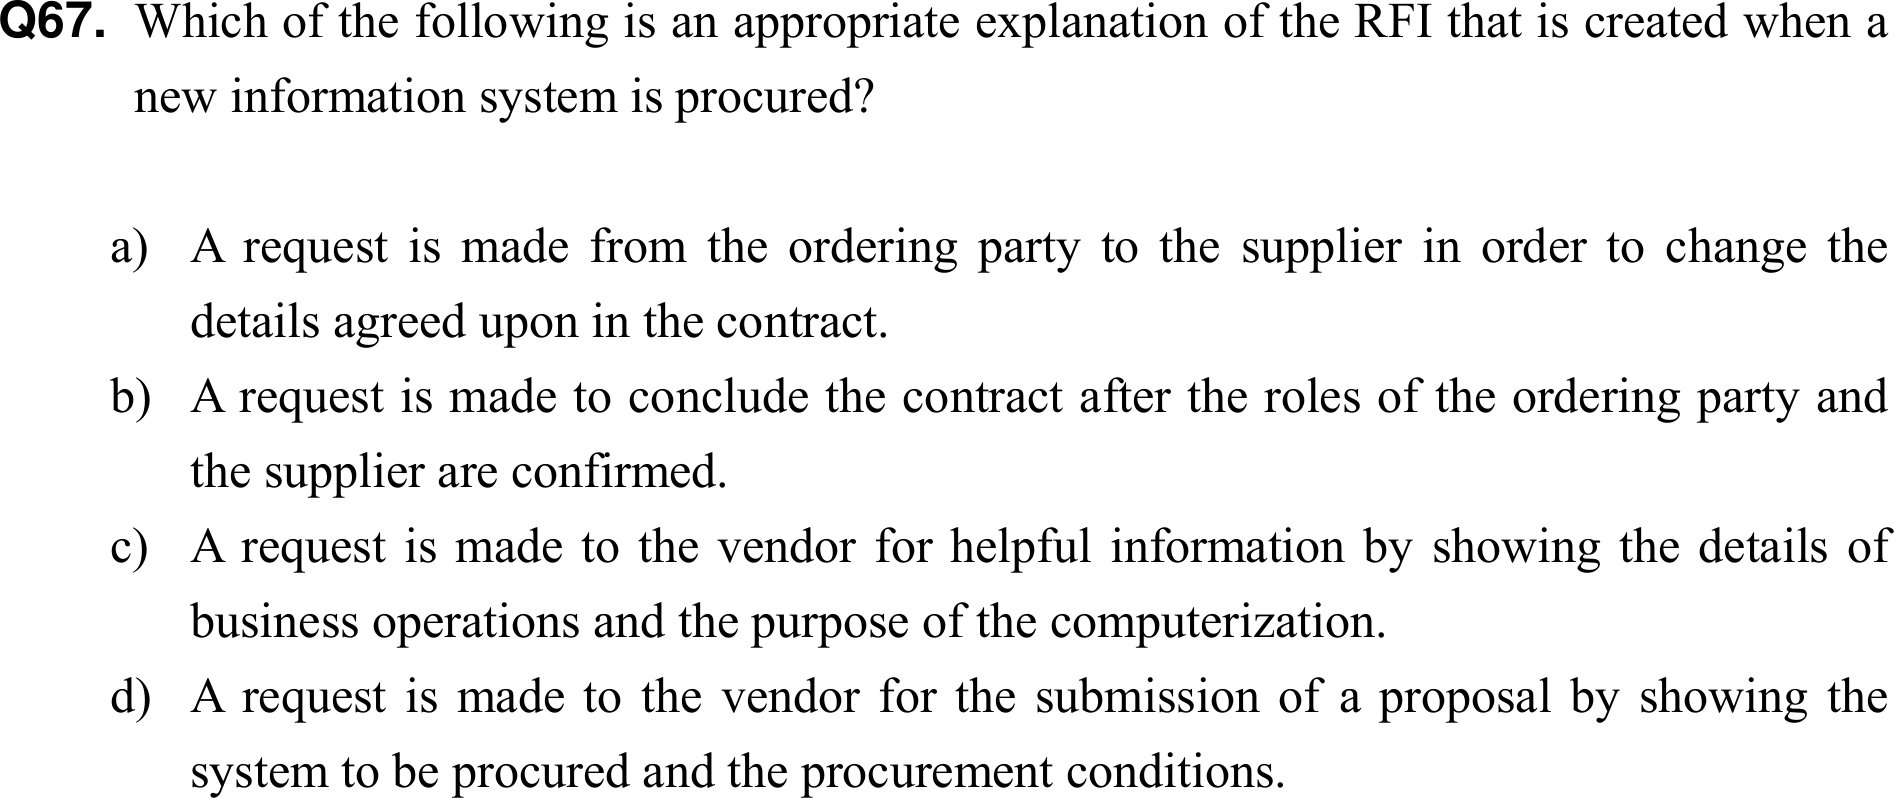 Q67. Which of the following is an appropriate explanation of the RFI that is created when a
new information system is procured?
a) A request is made from the ordering party to the supplier in order to change the
details agreed upon in the contract.
b) A request is made to conclude the contract after the roles of the ordering party and
the supplier are confirmed.
c) A request is made to the vendor for helpful information by showing the details of
business operations and the purpose of the computerization.
d) A request is made to the vendor for the submission of a proposal by showing the
system to be procured and the procurement conditions.